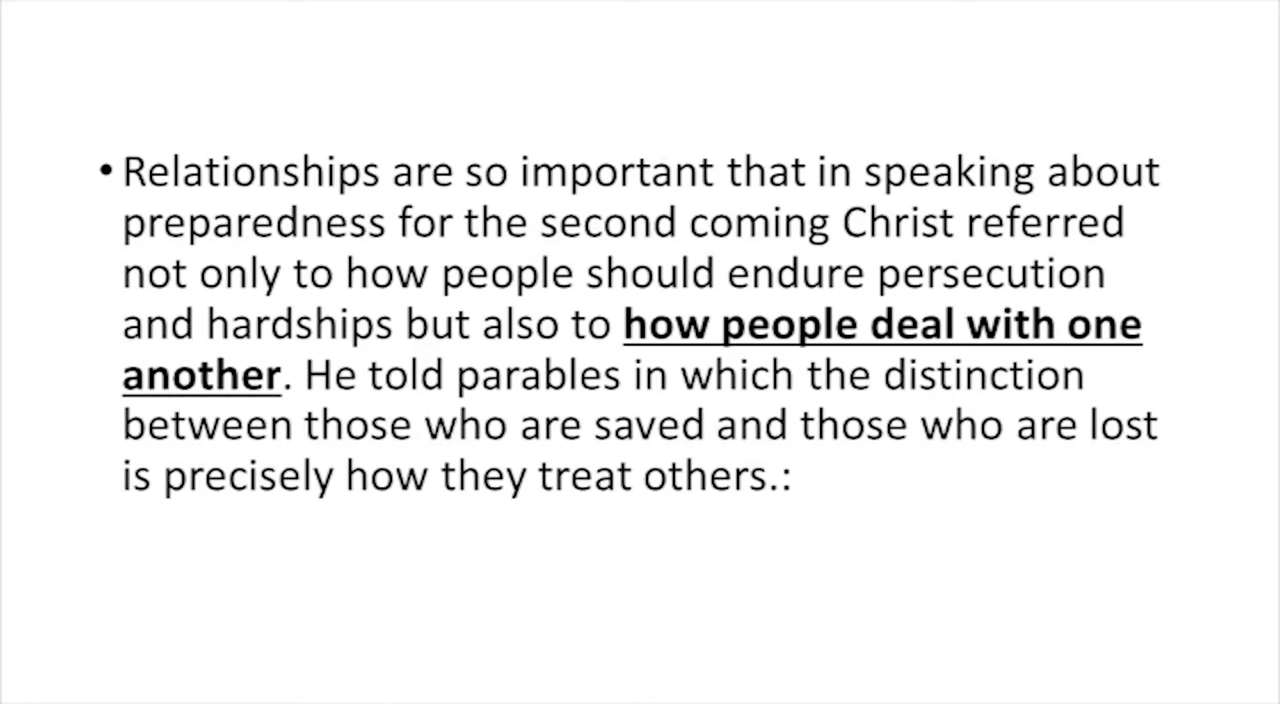 • Relationships are so important that in speaking about
preparedness for the second coming Christ referred
not only to how people should endure persecution
and hardships but also to how people deal with one
another. He told parables in which the distinction
between those who are saved and those who are lost
is precisely how they treat others.: